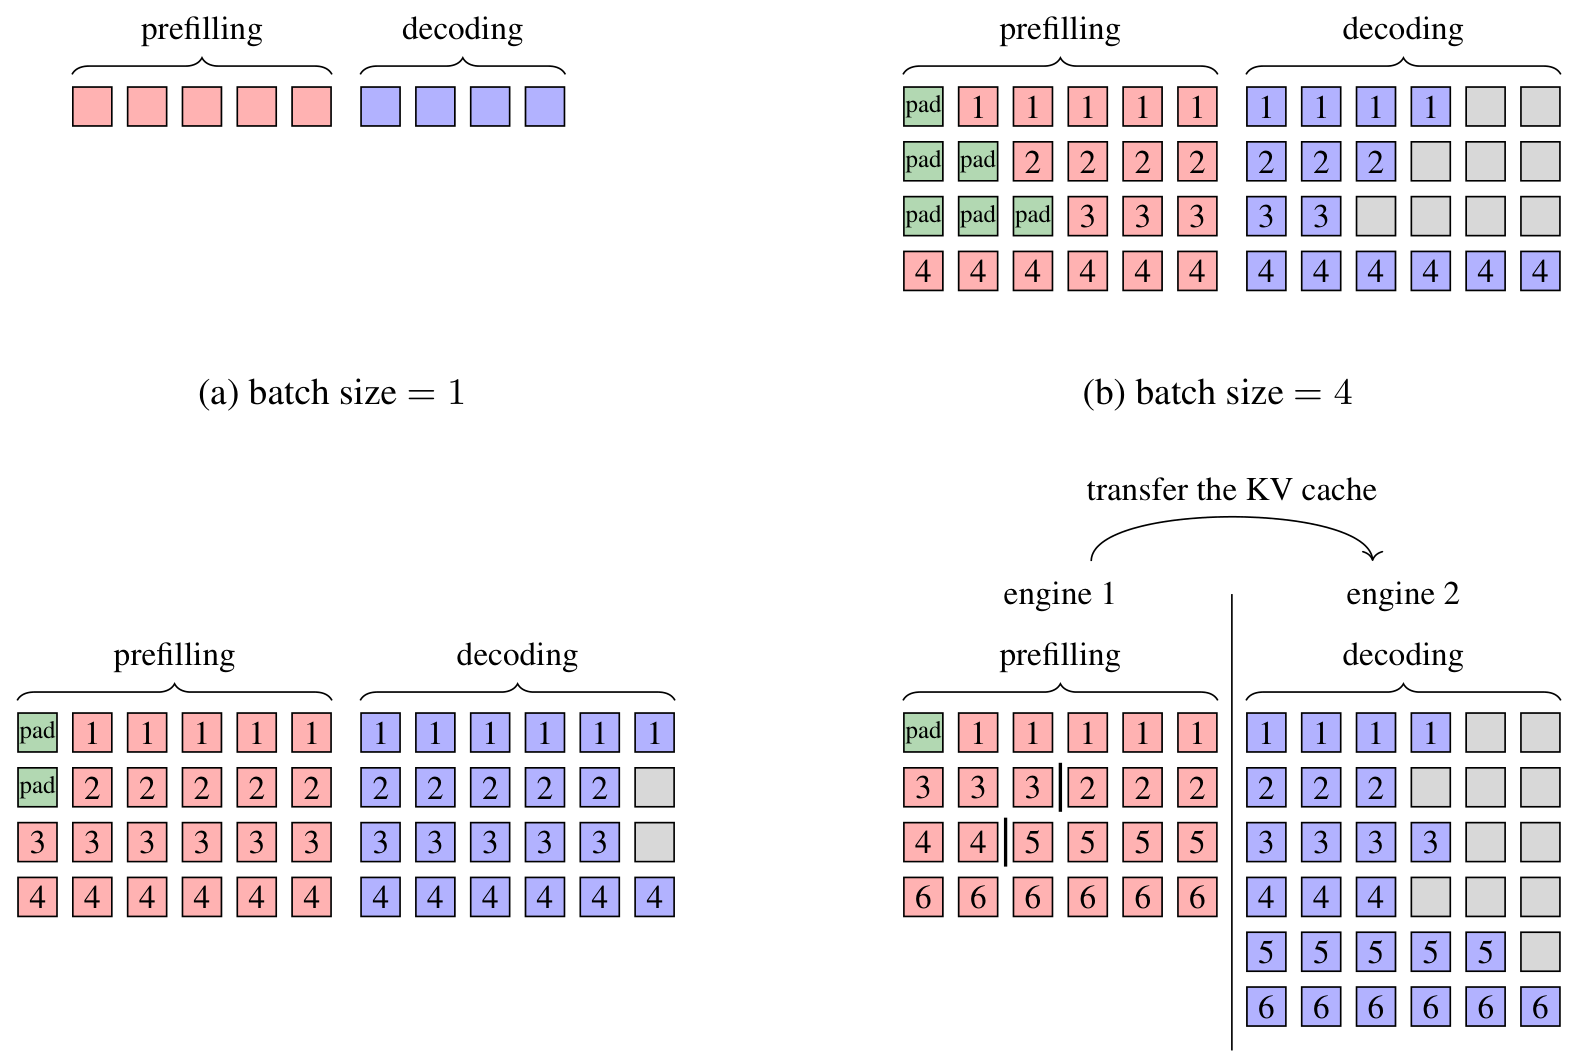 prefilling decoding
(a) batch size = 1
prefilling decoding
pad 1 1 1 1 1 1 1 1 1
pad pad 2 2 2 2 2 2 2
pad pad pad 3 3 3 3 3
4 4 4 4 4 4 4 4 4 4 4 4
(b) batch size = 4
prefilling decoding
pad 1 1 1 1 1 1 1 1 1 1 1
pad 2 2 2 2 2 2 2 2 2 2
3 3 3 3 3 3 3 3 3 3 3
4 4 4 4 4 4 4 4 4 4 4 4
transfer the KV cache
engine 1 engine 2
prefilling decoding
pad 1 1 1 1 1 1 1 1 1
3 3 3 2 2 2 2 2 2
4 4 5 5 5 5 3 3 3 3
6 6 6 6 6 6 4 4 4
5 5 5 5 5
6 6 6 6 6 6